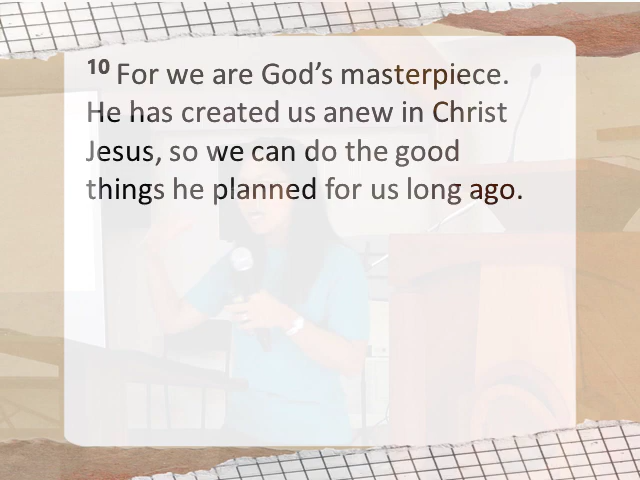 10 For we are God’s masterpiece.
He has created us anew in Christ
Jesus, so we can do the good
things he planned for us long ago.